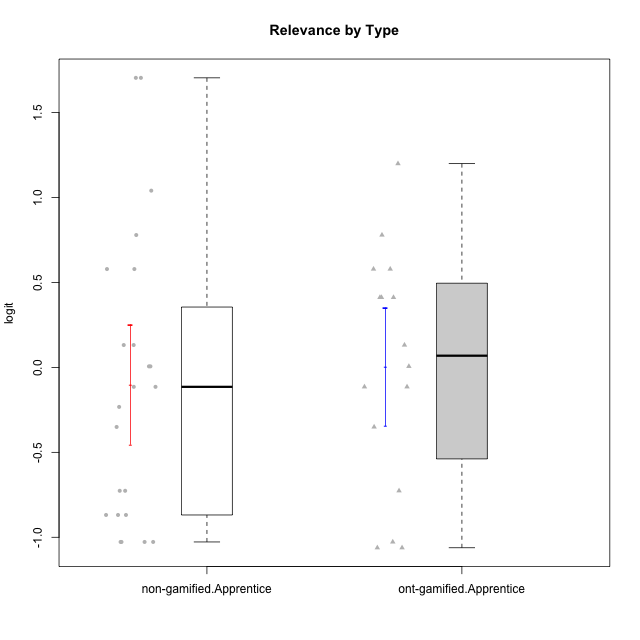 Relevance by Type
logit
1.5
1.0
0.5
0.0
-0.5
-1.0
non-gamified.Apprentice
ont-gamified.Apprentice